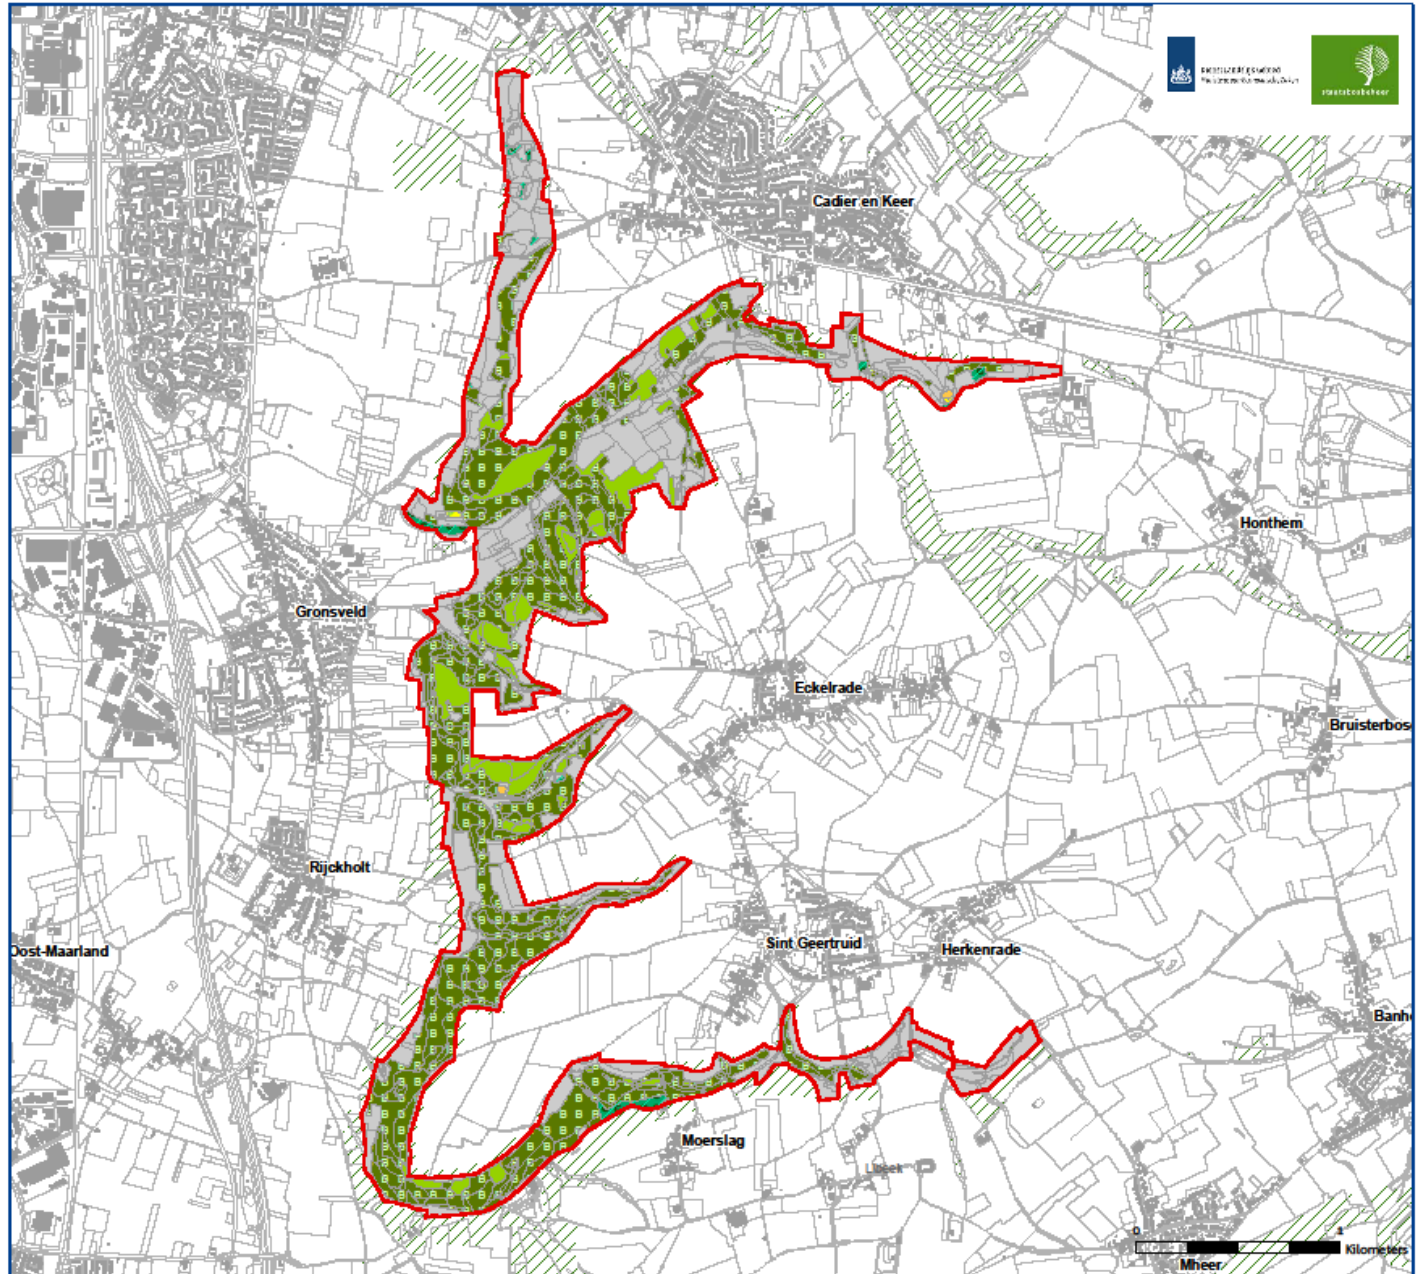 staatsbosbeheer
Cadier en Keer
Honthem
Gronsveld
Eckelrade
Bruisterbos
Rijckholt
Sint Geertruid
Herkenrade
Oost-Maarland
Banh
Moerslag
Libeek
0 1
Kilometers
Mheer